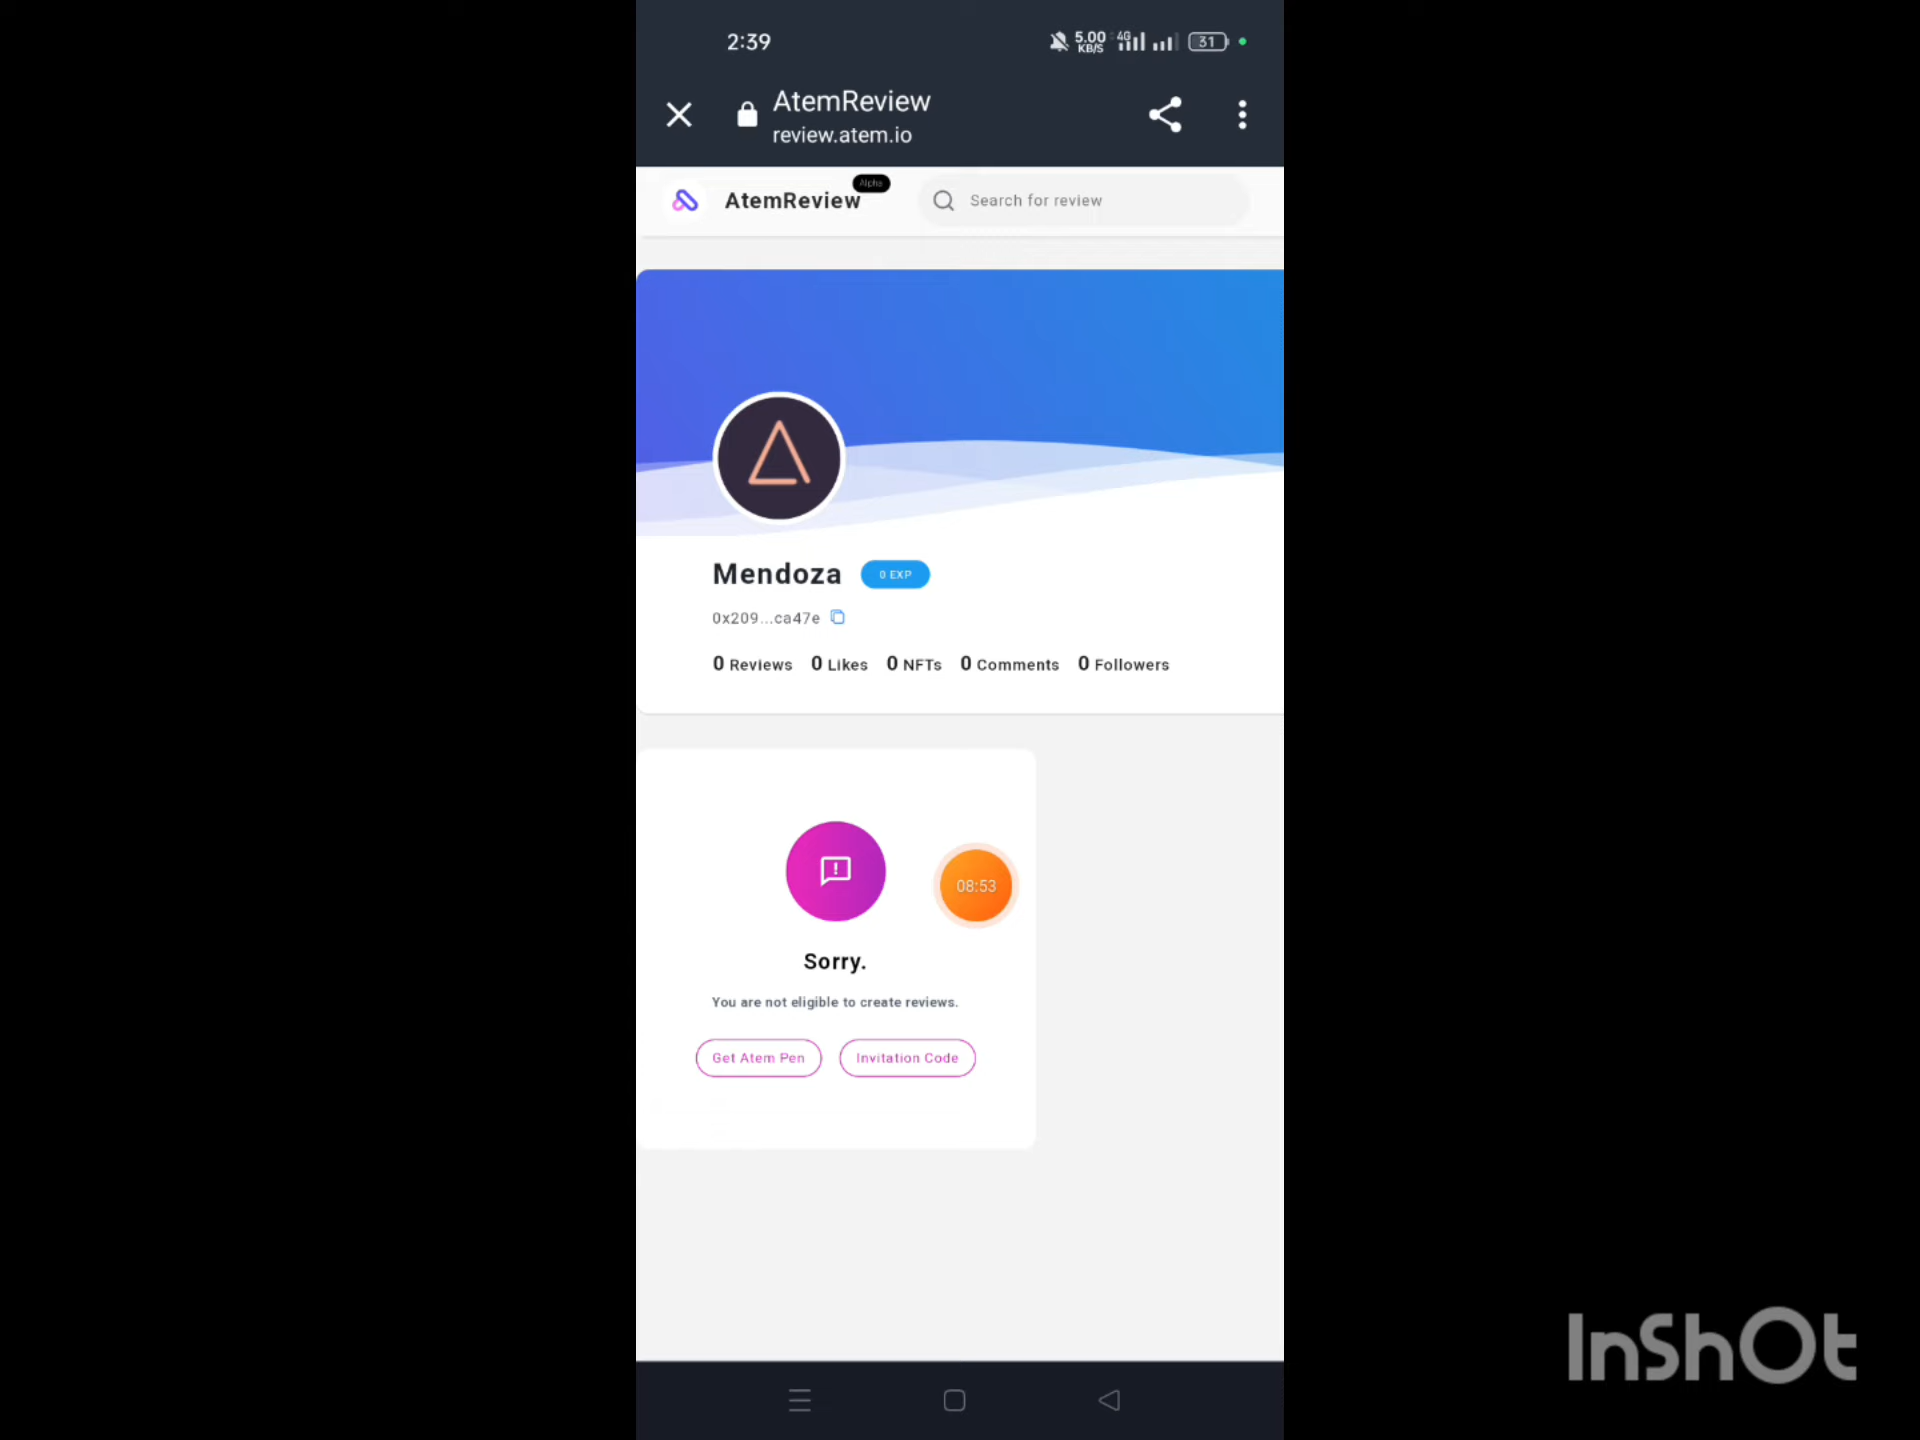 2:39
5.00 KB/S 4G 31
AtemReview
review.atem.io
Alpha
AtemReview
Search for review
Mendoza
0 EXP
0x209...ca47e
0 Reviews 0 Likes 0 NFTs 0 Comments 0 Followers
08:53
Sorry.
You are not eligible to create reviews.
Get Atem Pen
Invitation Code
InShOt